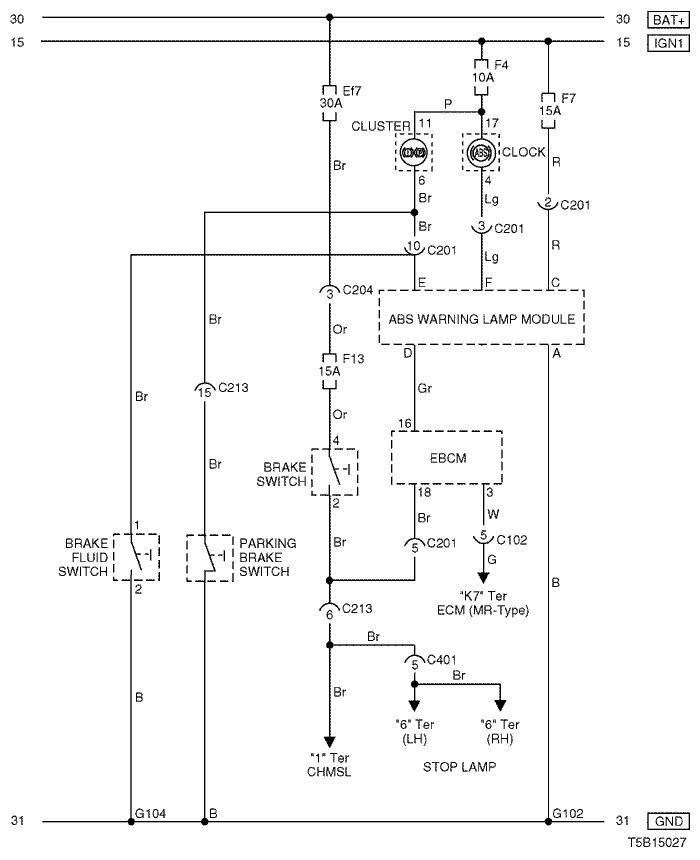 30 30 BAT+
15 15 IGN1
F4
10A
Ef7
30A
F7
15A
P
CLUSTER 11 17
ABS CLOCK
Br R
6 4
Br Lg
2 C201
Br 3 C201
10 C201
Lg R
E F C
3 C204
ABS WARNING LAMP MODULE
Br
Or
D A
F13
15A
Gr
15 C213
Br
Or
16
4
BRAKE
SWITCH
EBCM
Br
2
18 3
Br W
1
5 C201
5 C102
BRAKE
FLUID
SWITCH
PARKING
BRAKE
SWITCH
Br
G
2
"K7" Ter
ECM (MR-Type)
B
6 C213
Br
5 C401
Br
B
Br
"6" Ter
(LH)
"6" Ter
(RH)
"1" Ter
CHMSL
STOP LAMP
31 G104 B G102 31 GND
T5B15027